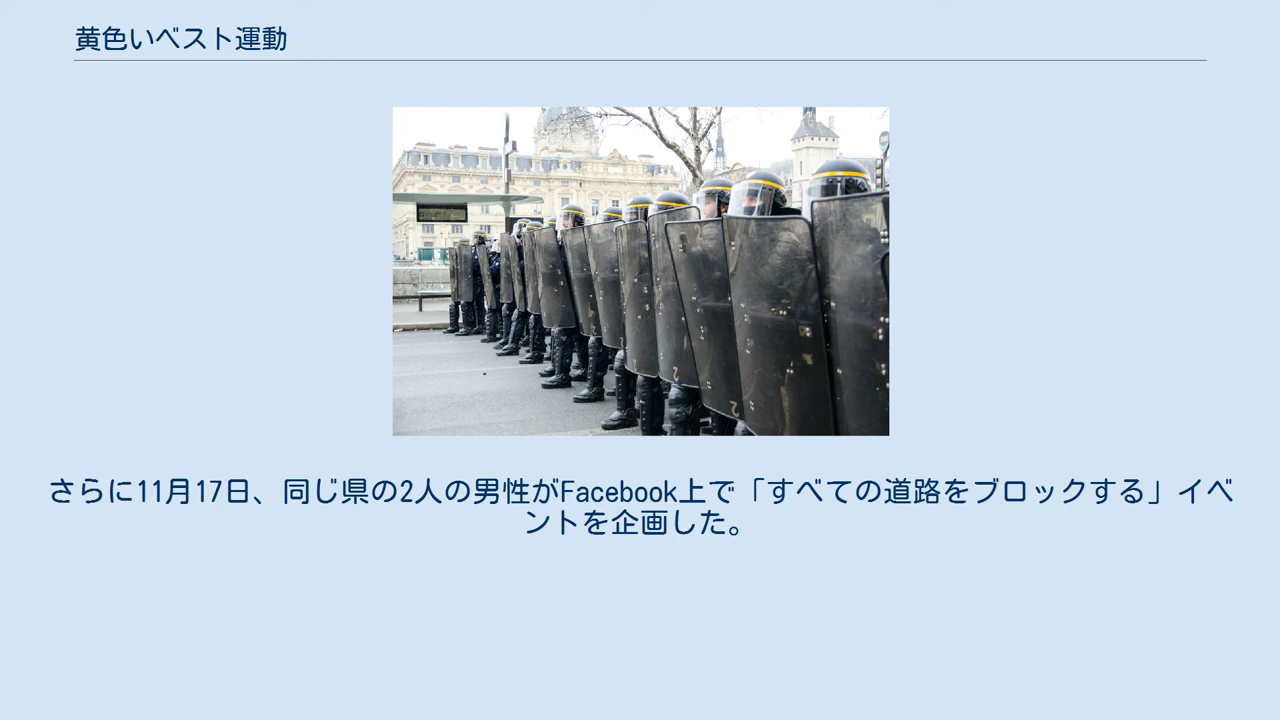 黄色いベスト運動
さらに11月17日、同じ県の2人の男性がFacebook上で「すべての道路をブロックする」イベ
ントを企画した。